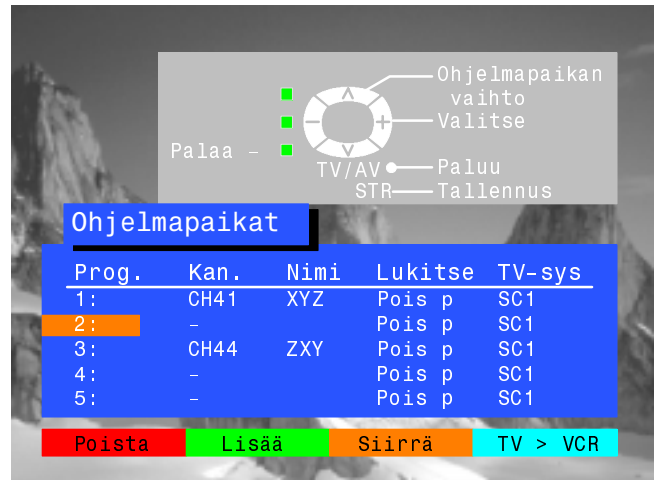 Ohjelmapaikan
vaihto
Valitse
Palaa –
TV/AV Paluu
STR Tallennus
Ohjelmapaikat
Prog. Kan. Nimi Lukitse TV-sys
1: CH41 XYZ Pois p SC1
2: – Pois p SC1
3: CH44 ZXY Pois p SC1
4: – Pois p SC1
5: – Pois p SC1
Poista Lisää Siirrä TV > VCR